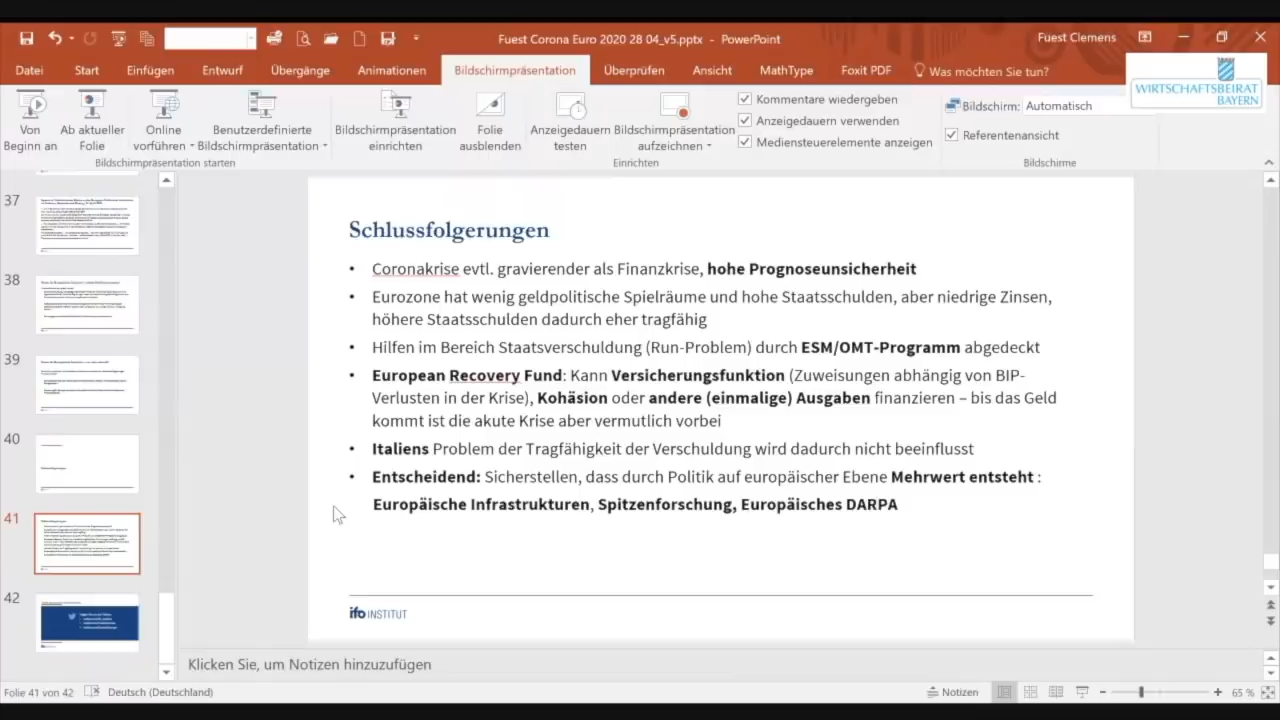 Fuest Corona Euro 2020 28 04_v5.pptx - PowerPoint
Fuest Clemens
Datei Start Einfügen Entwurf Übergänge Animationen Bildschirmpräsentation Überprüfen Ansicht MathType Foxit PDF Was möchten Sie tun?
WIRTSCHAFTSBEIRAT
BAYERN
Von
Beginn an
Ab aktueller
Folie
Online
vorführen
Benutzerdefinierte
Bildschirmpräsentation
Bildschirmpräsentation
einrichten
Folie
ausblenden
Anzeigedauern
testen
Bildschirmpräsentation
aufzeichnen
Kommentare wiedergeben
Anzeigedauern verwenden
Mediensteuerelemente anzeigen
Bildschirm: Automatisch
Referentenansicht
Bildschirmpräsentation starten
Einrichten
Bildschirme
37
38
39
40
41
42
Schlussfolgerungen
• Coronakrise evtl. gravierender als Finanzkrise, hohe Prognoseunsicherheit
• Eurozone hat wenig geldpolitische Spielräume und hohe Staatsschulden, aber niedrige Zinsen,
höhere Staatsschulden dadurch eher tragfähig
• Hilfen im Bereich Staatsverschuldung (Run-Problem) durch ESM/OMT-Programm abgedeckt
• European Recovery Fund: Kann Versicherungsfunktion (Zuweisungen abhängig von BIP-
Verlusten in der Krise), Kohäsion oder andere (einmalige) Ausgaben finanzieren – bis das Geld
kommt ist die akute Krise aber vermutlich vorbei
• Italiens Problem der Tragfähigkeit der Verschuldung wird dadurch nicht beeinflusst
• Entscheidend: Sicherstellen, dass durch Politik auf europäischer Ebene Mehrwert entsteht :
Europäische Infrastrukturen, Spitzenforschung, Europäisches DARPA
ifo INSTITUT
Klicken Sie, um Notizen hinzuzufügen
Folie 41 von 42 Deutsch (Deutschland)
Notizen
65 %